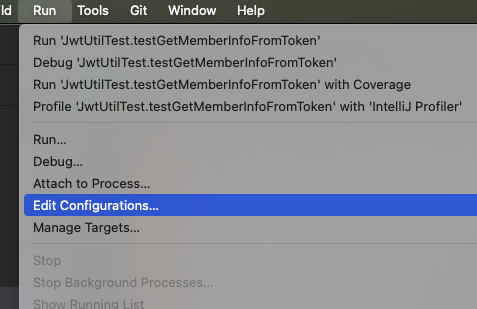 ld Run Tools Git Window Help
Run 'JwtUtilTest.testGetMemberInfoFromToken'
Debug 'JwtUtilTest.testGetMemberInfoFromToken'
Run 'JwtUtilTest.testGetMemberInfoFromToken' with Coverage
Profile 'JwtUtilTest.testGetMemberInfoFromToken' with 'IntelliJ Profiler'
Run...
Debug...
Attach to Process...
Edit Configurations...
Manage Targets...
Stop
Stop Background Processes...
Show Running List